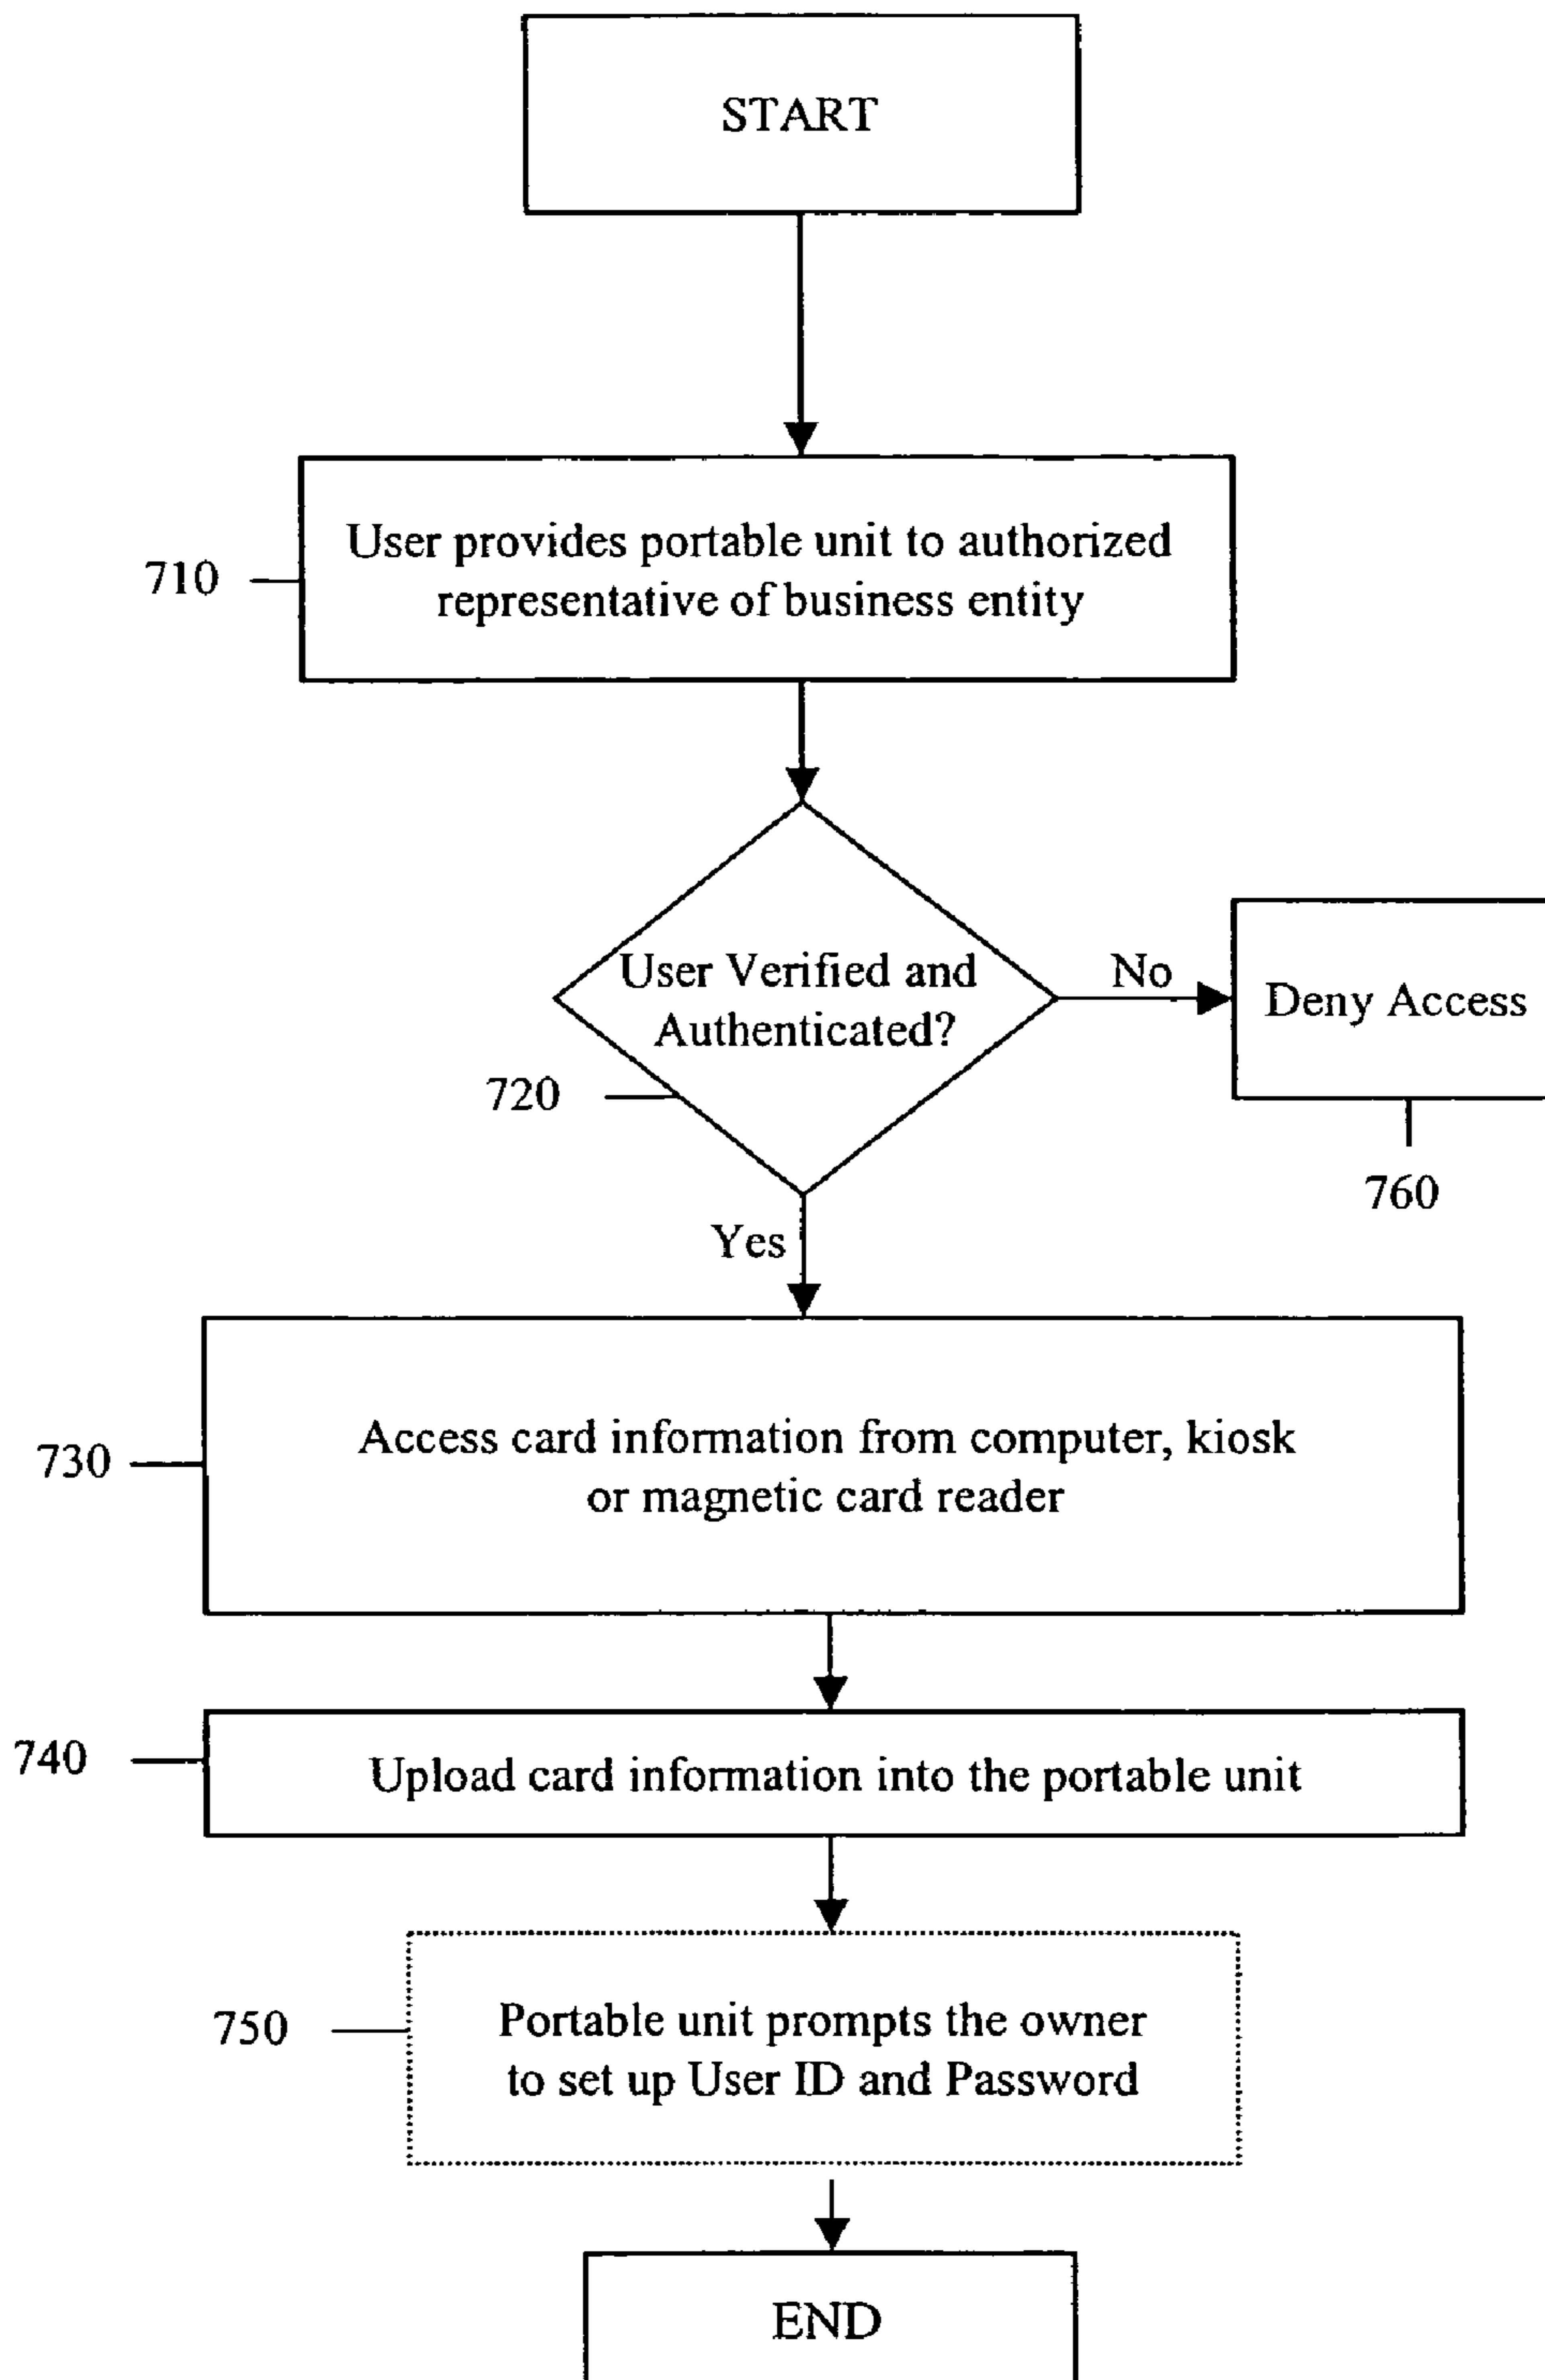 START
710
User provides portable unit to authorized
representative of business entity
User Verified and
Authenticated?
720
No
Deny Access
760
Yes
730
Access card information from computer, kiosk
or magnetic card reader
740
Upload card information into the portable unit
750
Portable unit prompts the owner
to set up User ID and Password
END